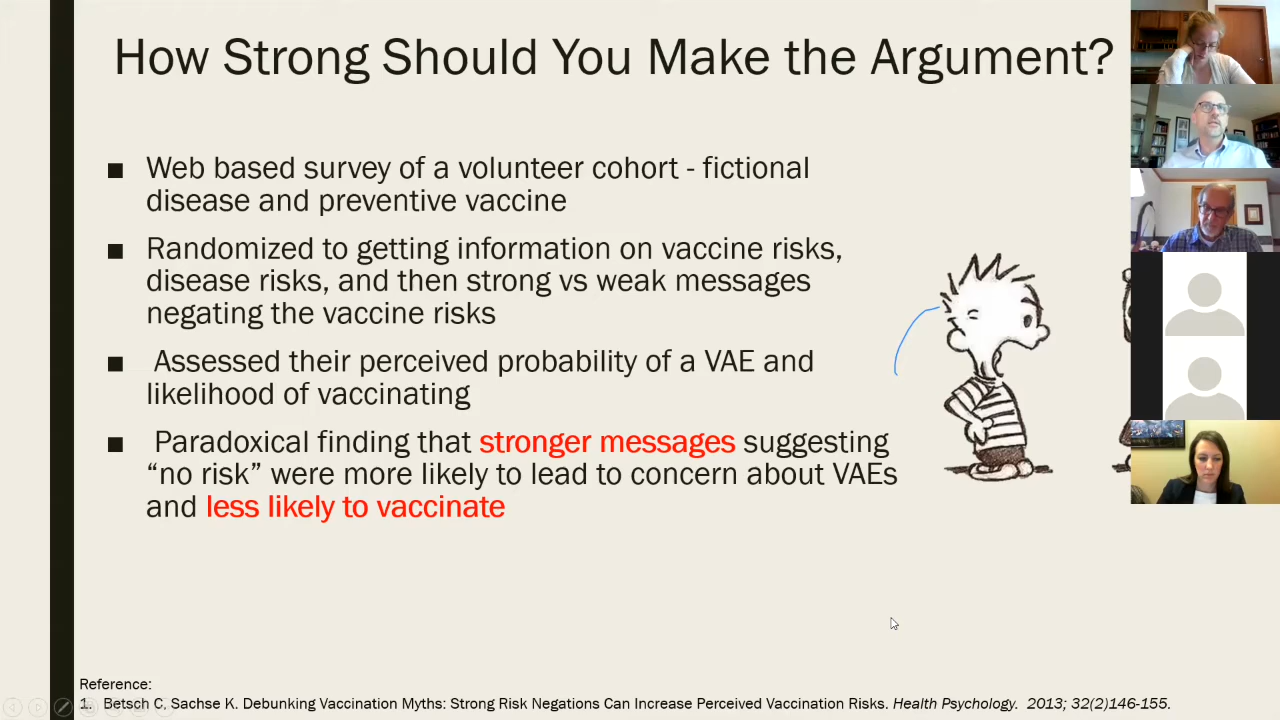 How Strong Should You Make the Argument?
■ Web based survey of a volunteer cohort - fictional
disease and preventive vaccine
■ Randomized to getting information on vaccine risks,
disease risks, and then strong vs weak messages
negating the vaccine risks
■ Assessed their perceived probability of a VAE and
likelihood of vaccinating
■ Paradoxical finding that stronger messages suggesting
“no risk” were more likely to lead to concern about VAEs
and less likely to vaccinate
Reference:
1. Betsch C, Sachse K. Debunking Vaccination Myths: Strong Risk Negations Can Increase Perceived Vaccination Risks. Health Psychology. 2013; 32(2)146-155.